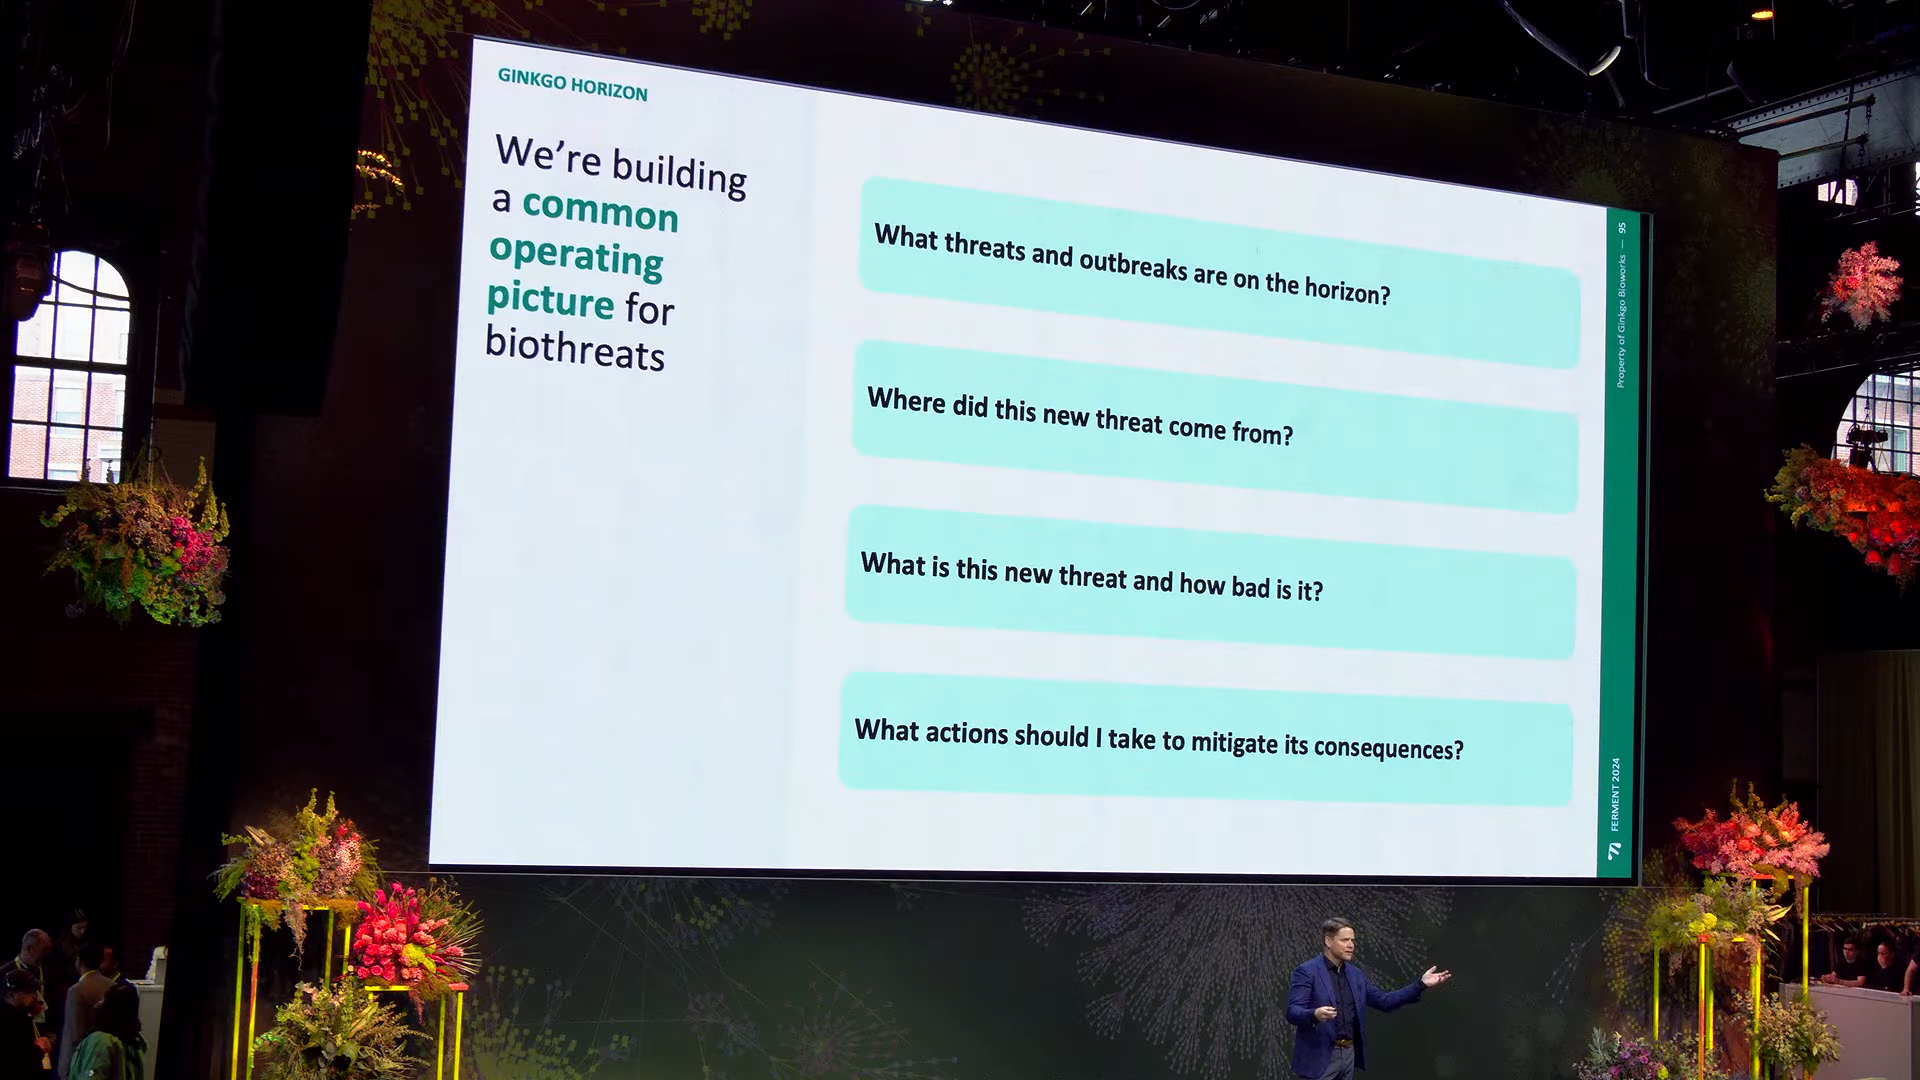 GINKGO HORIZON
We're building
a common
operating
picture for
biothreats
What threats and outbreaks are on the horizon?
Where did this new threat come from?
What is this new threat and how bad is it?
What actions should I take to mitigate its consequences?
Property of Ginkgo Bioworks — 95
FERMENT 2024